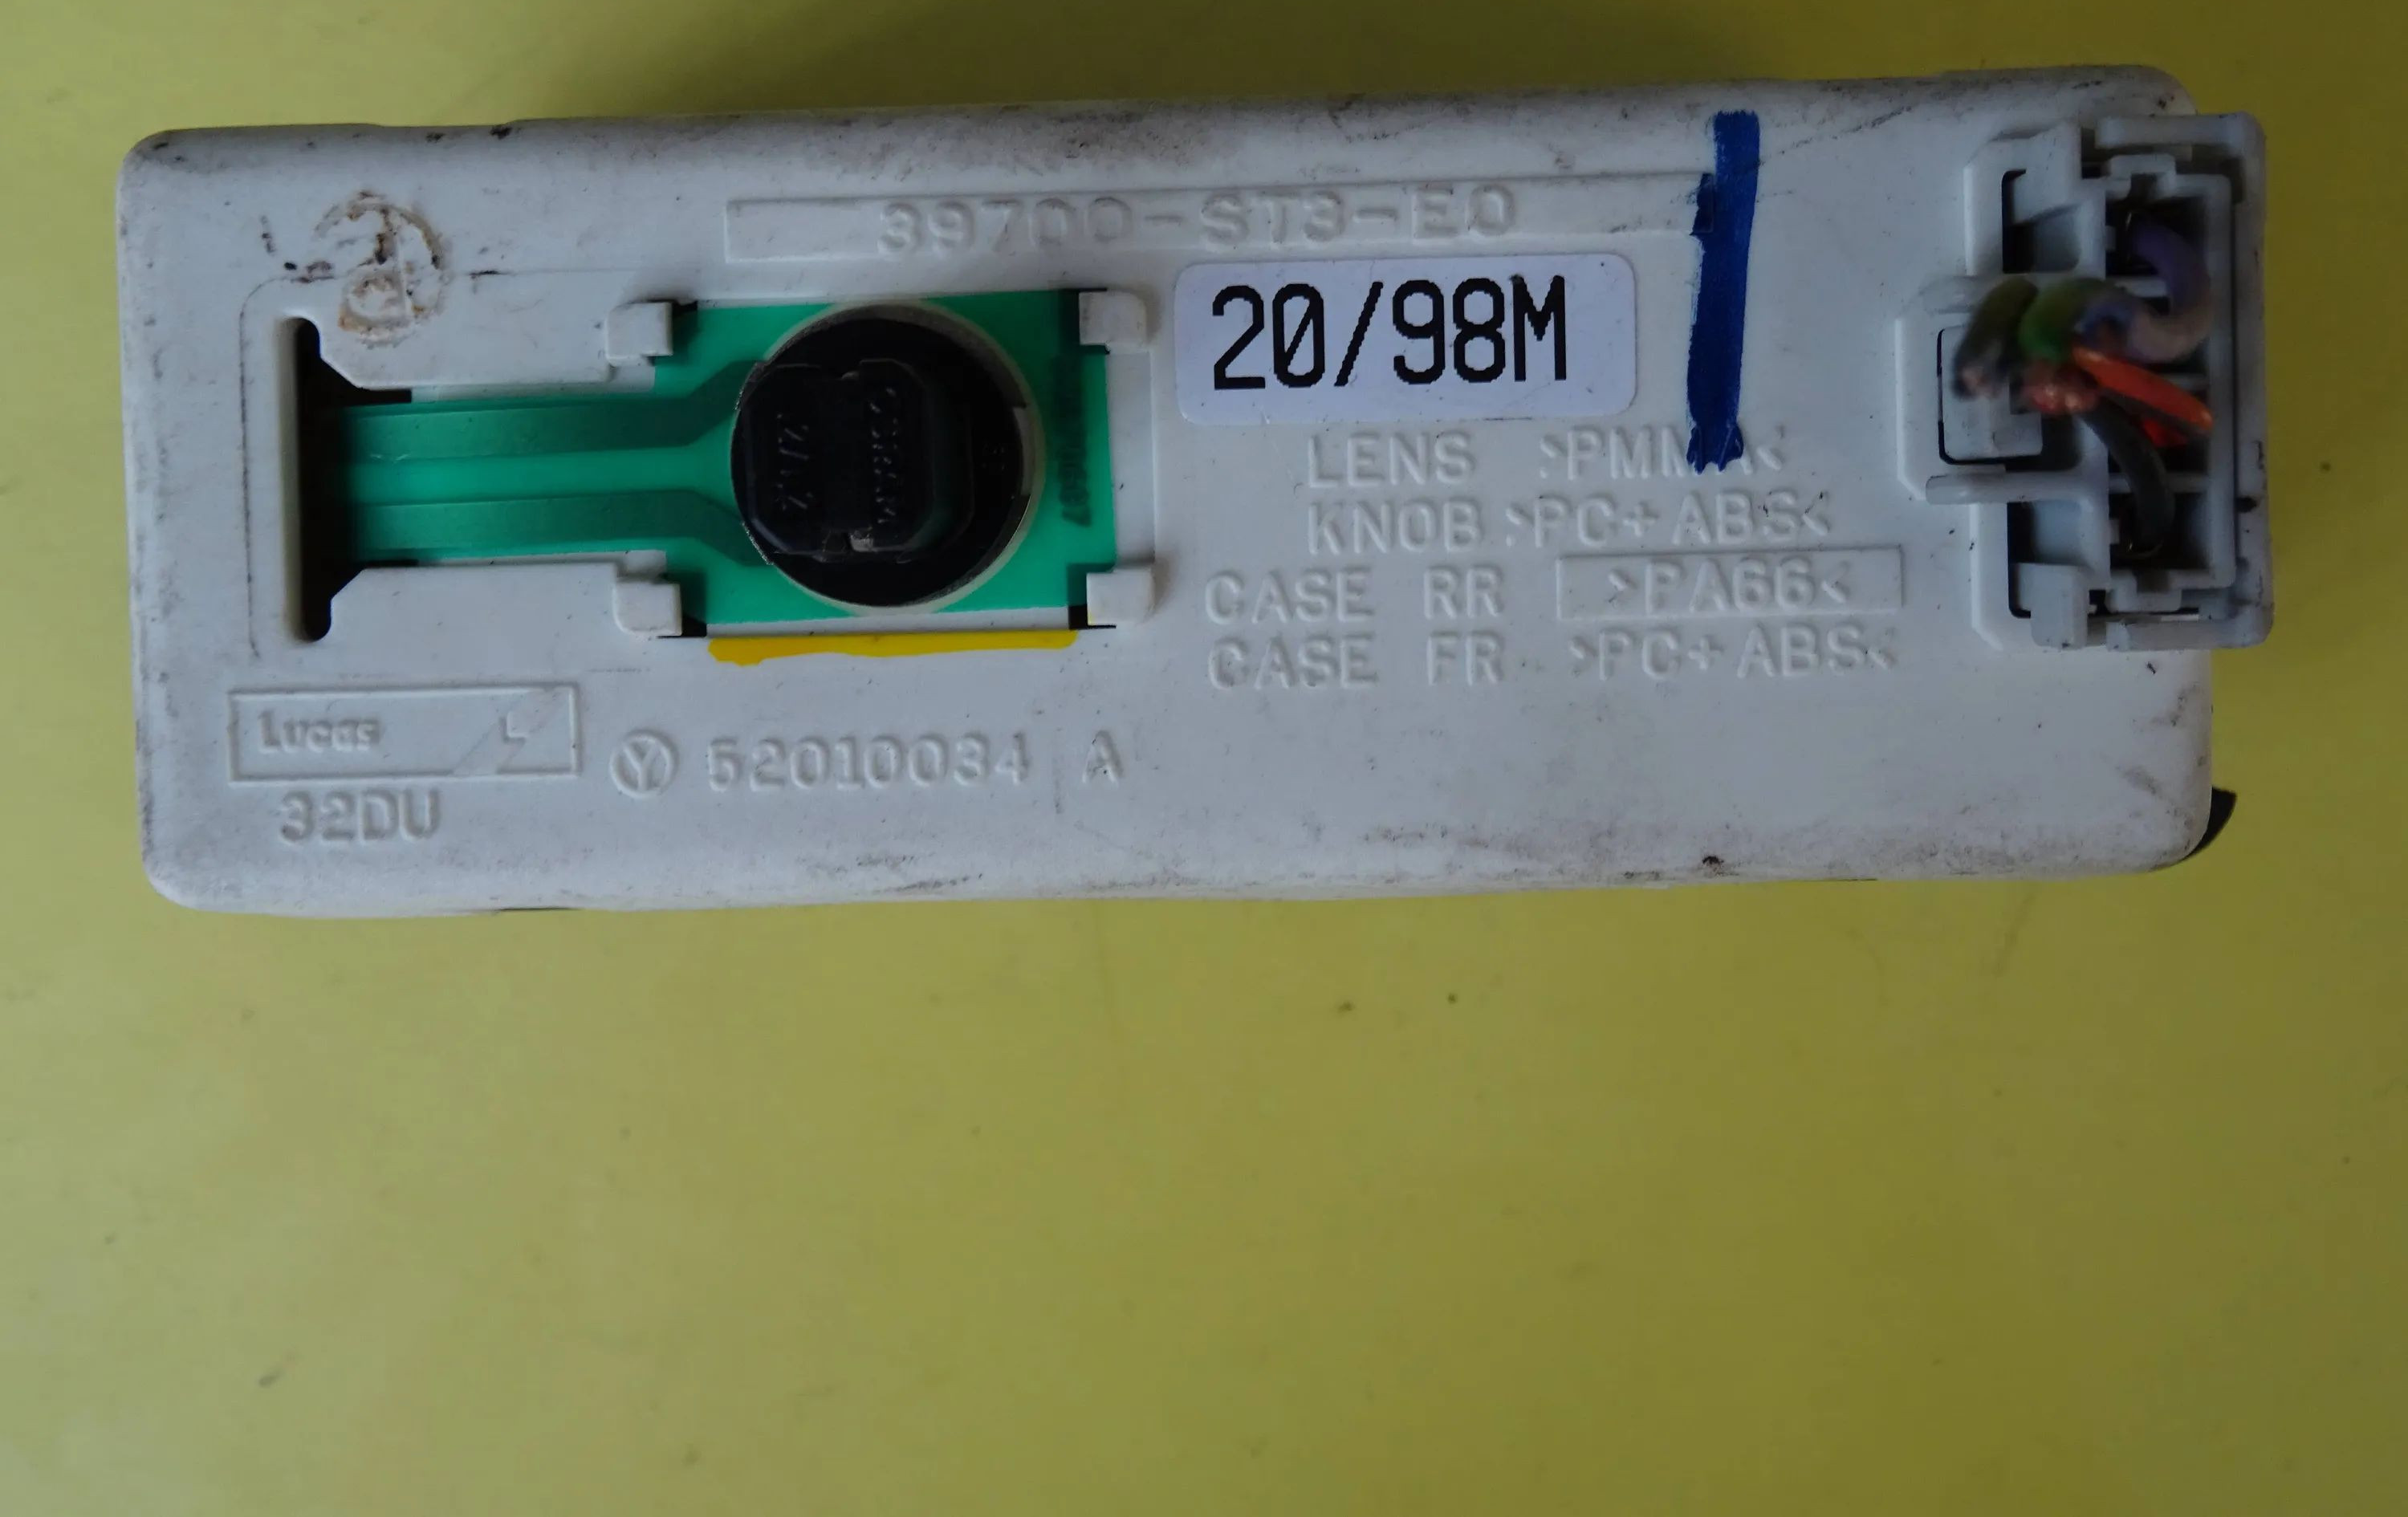 39700-ST3-E0
20/98M
LENS >PMMA<
KNOB >PC+ABS<
CASE RR >PA66<
CASE FR >PC+ABS<
Lucas L
32DU
Y 52010034 A